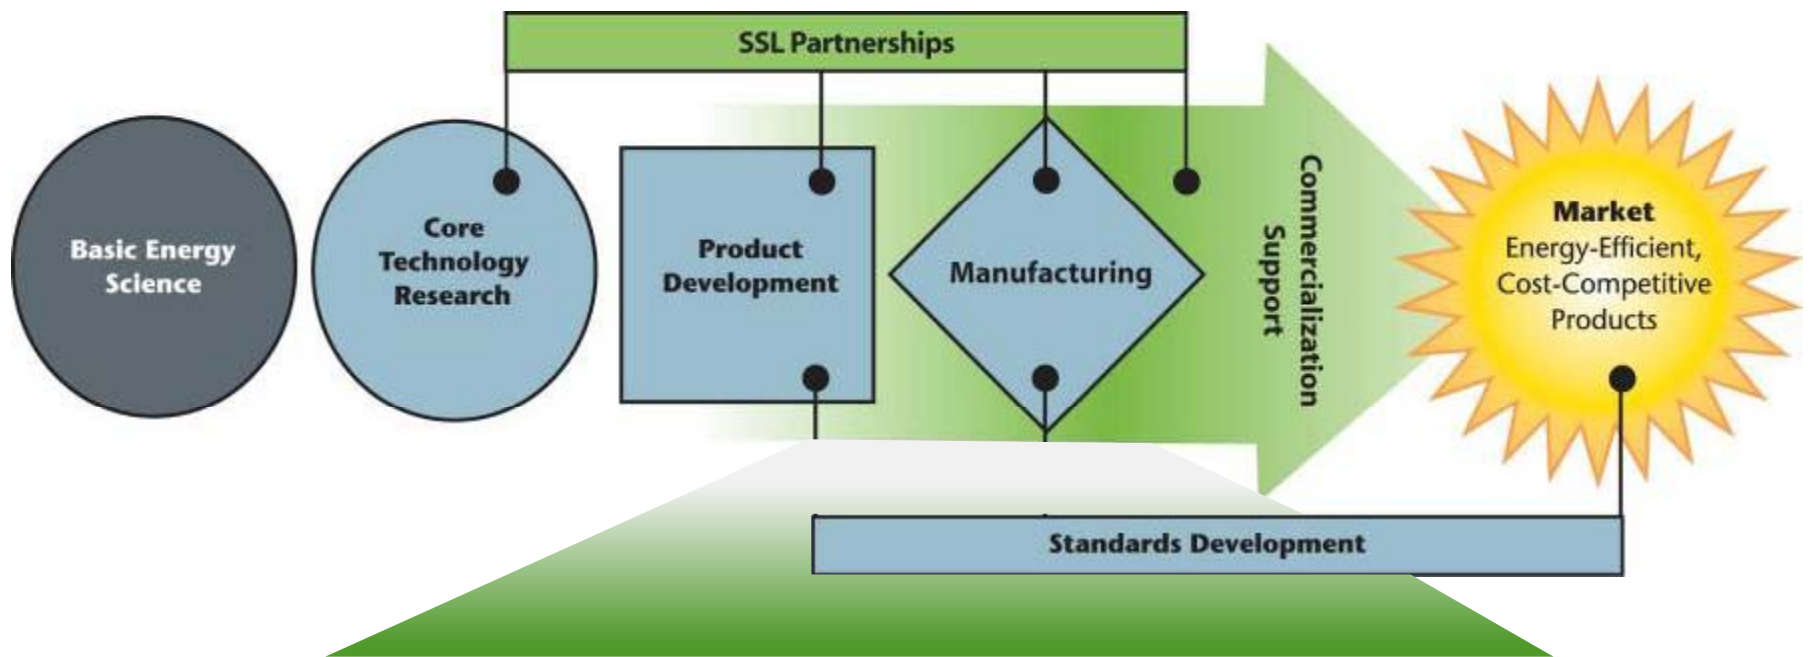 SSL Partnerships
Basic Energy
Science
Core
Technology
Research
Product
Development
Manufacturing
Commercialization
Support
Market
Energy-Efficient,
Cost-Competitive
Products
Standards Development